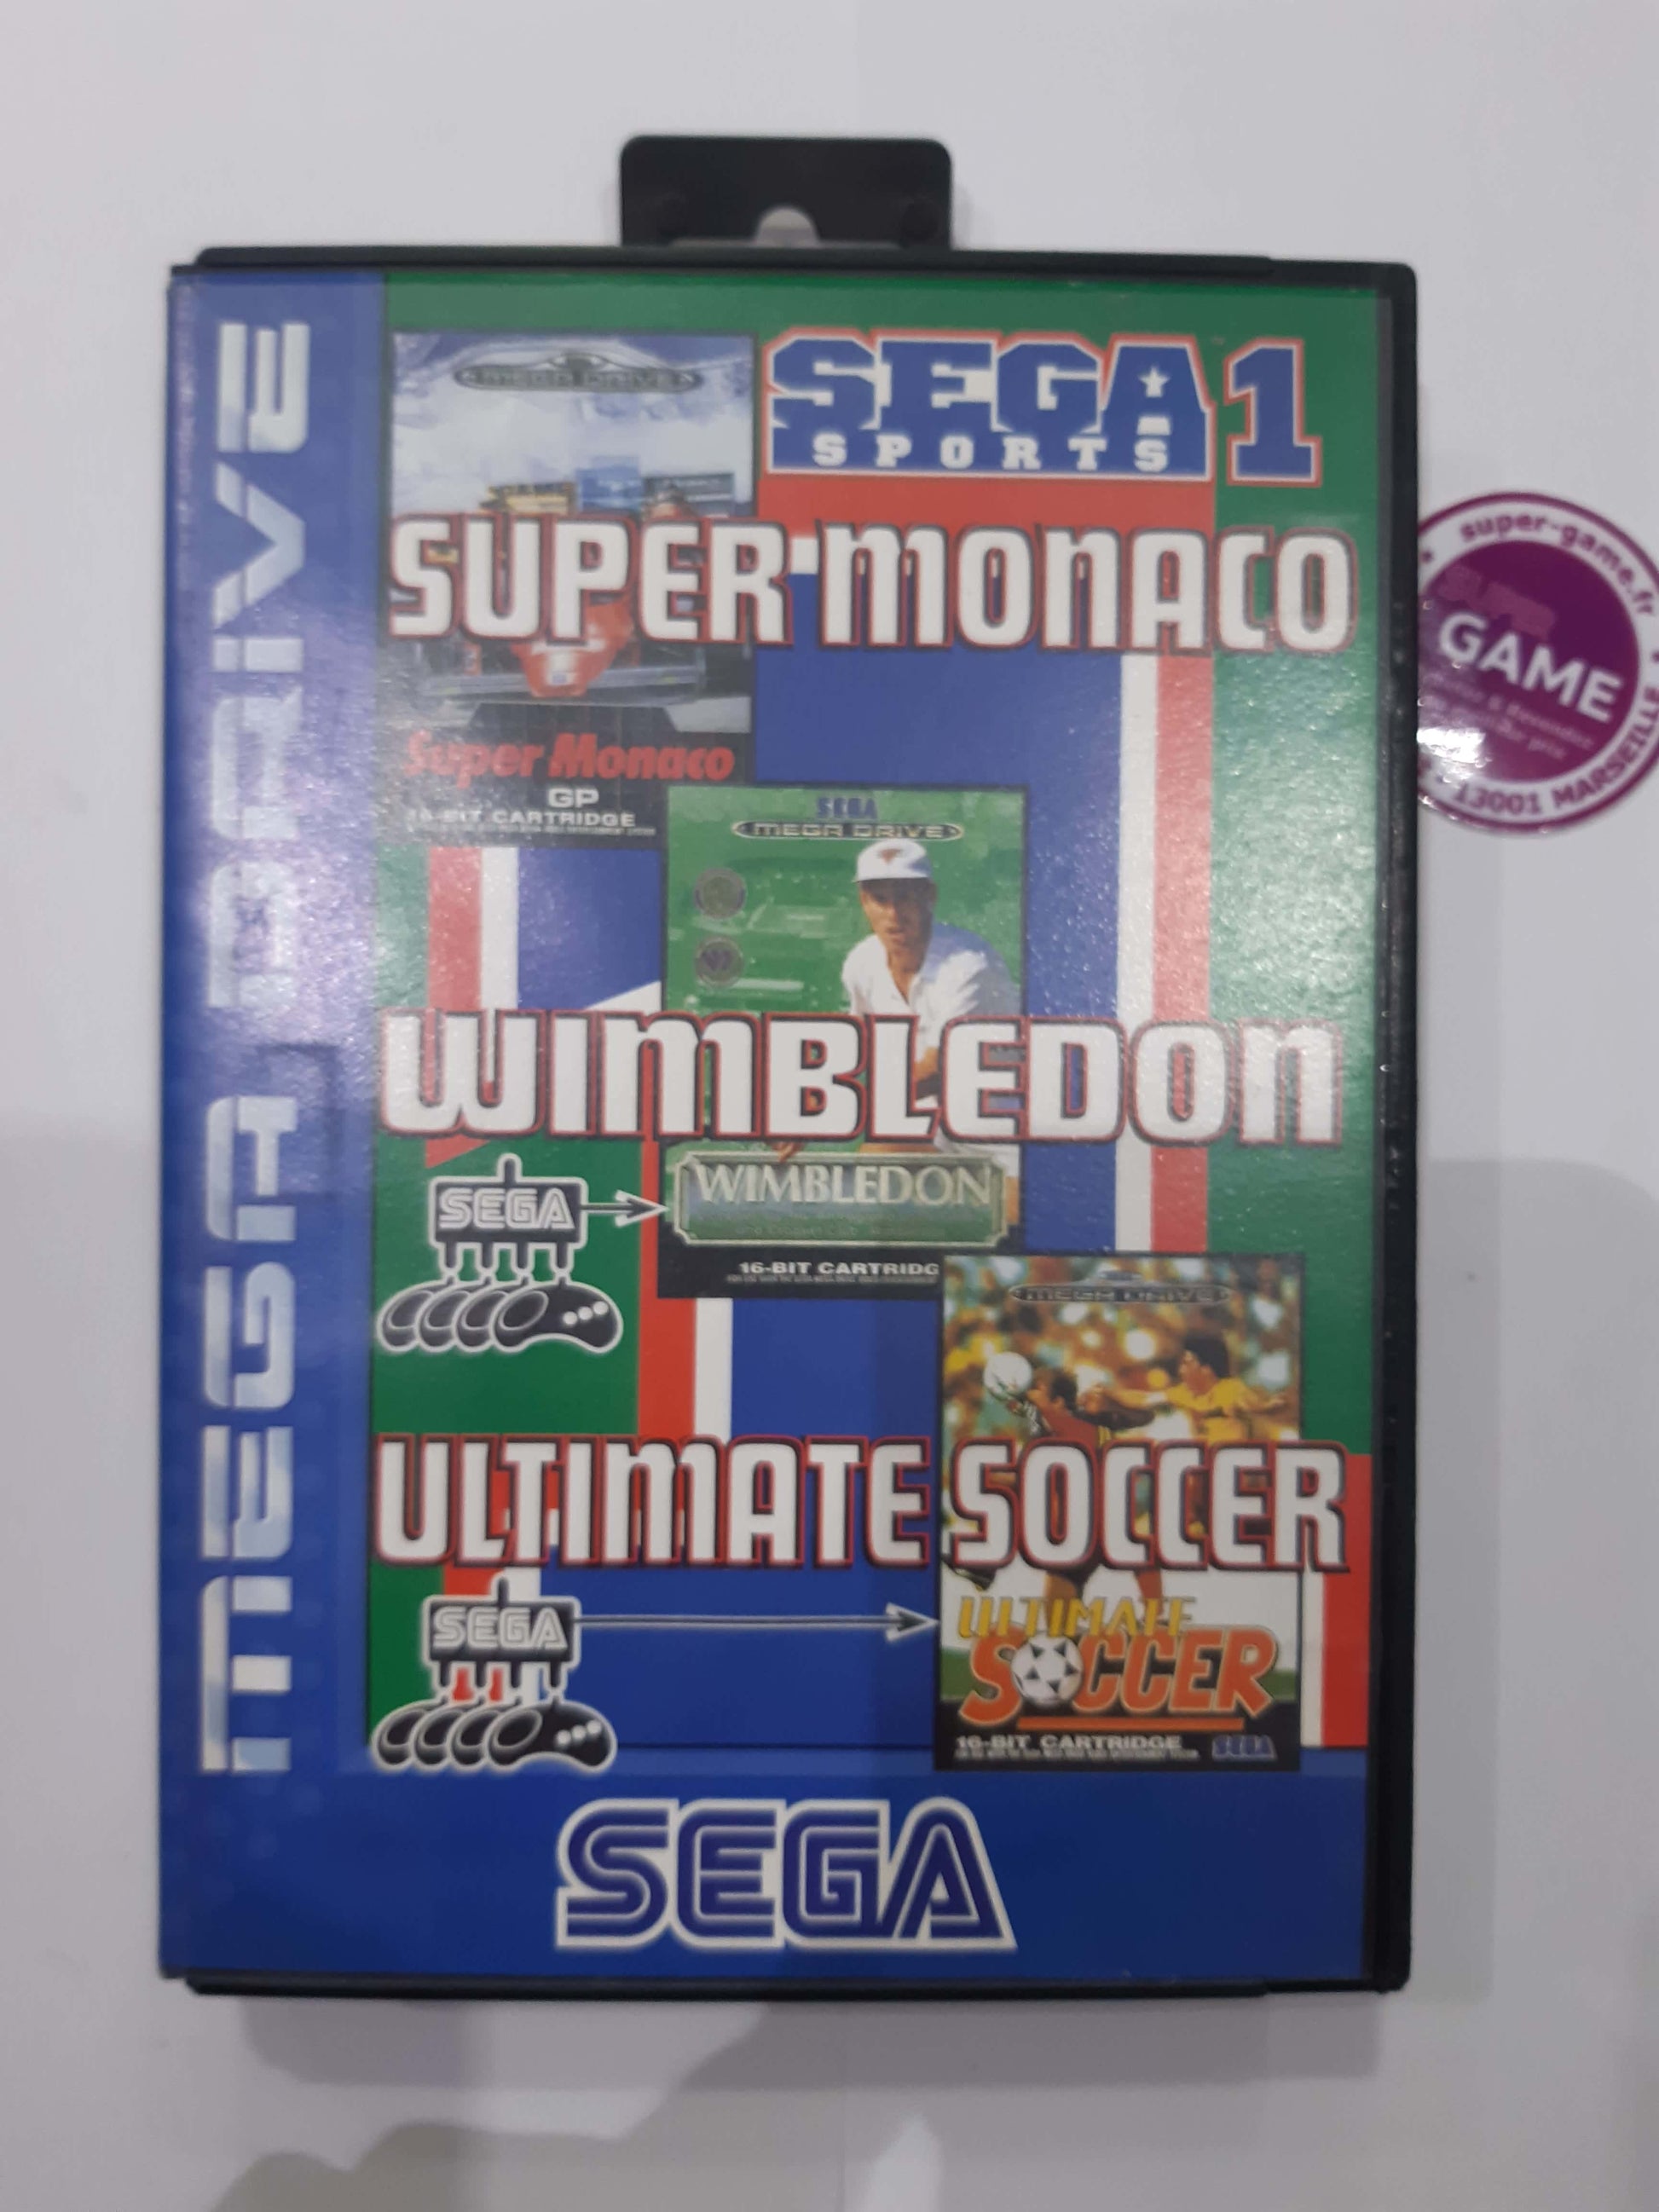 MEGA DRIVE
MEGA DRIVE
SEGA 1
SPORTS
SUPER MONACO
Super Monaco
GP
16-BIT CARTRIDGE
SEGA
MEGA DRIVE
WIMBLEDON
WIMBLEDON
16-BIT CARTRIDG
SEGA
MEGA DRIVE
ULTIMATE SOCCER
ULTIMATE
SOCCER
16-BIT CARTRIDGE
SEGA
SEGA
SEGA
super-game.fr
SUPER
GAME
13001 MARSEILLE